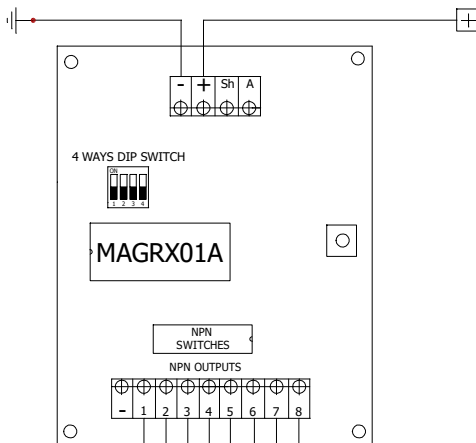 +
- + Sh A
4 WAYS DIP SWITCH
ON
1 2 3 4
MAGRX01A
NPN
SWITCHES
NPN OUTPUTS
- 1 2 3 4 5 6 7 8